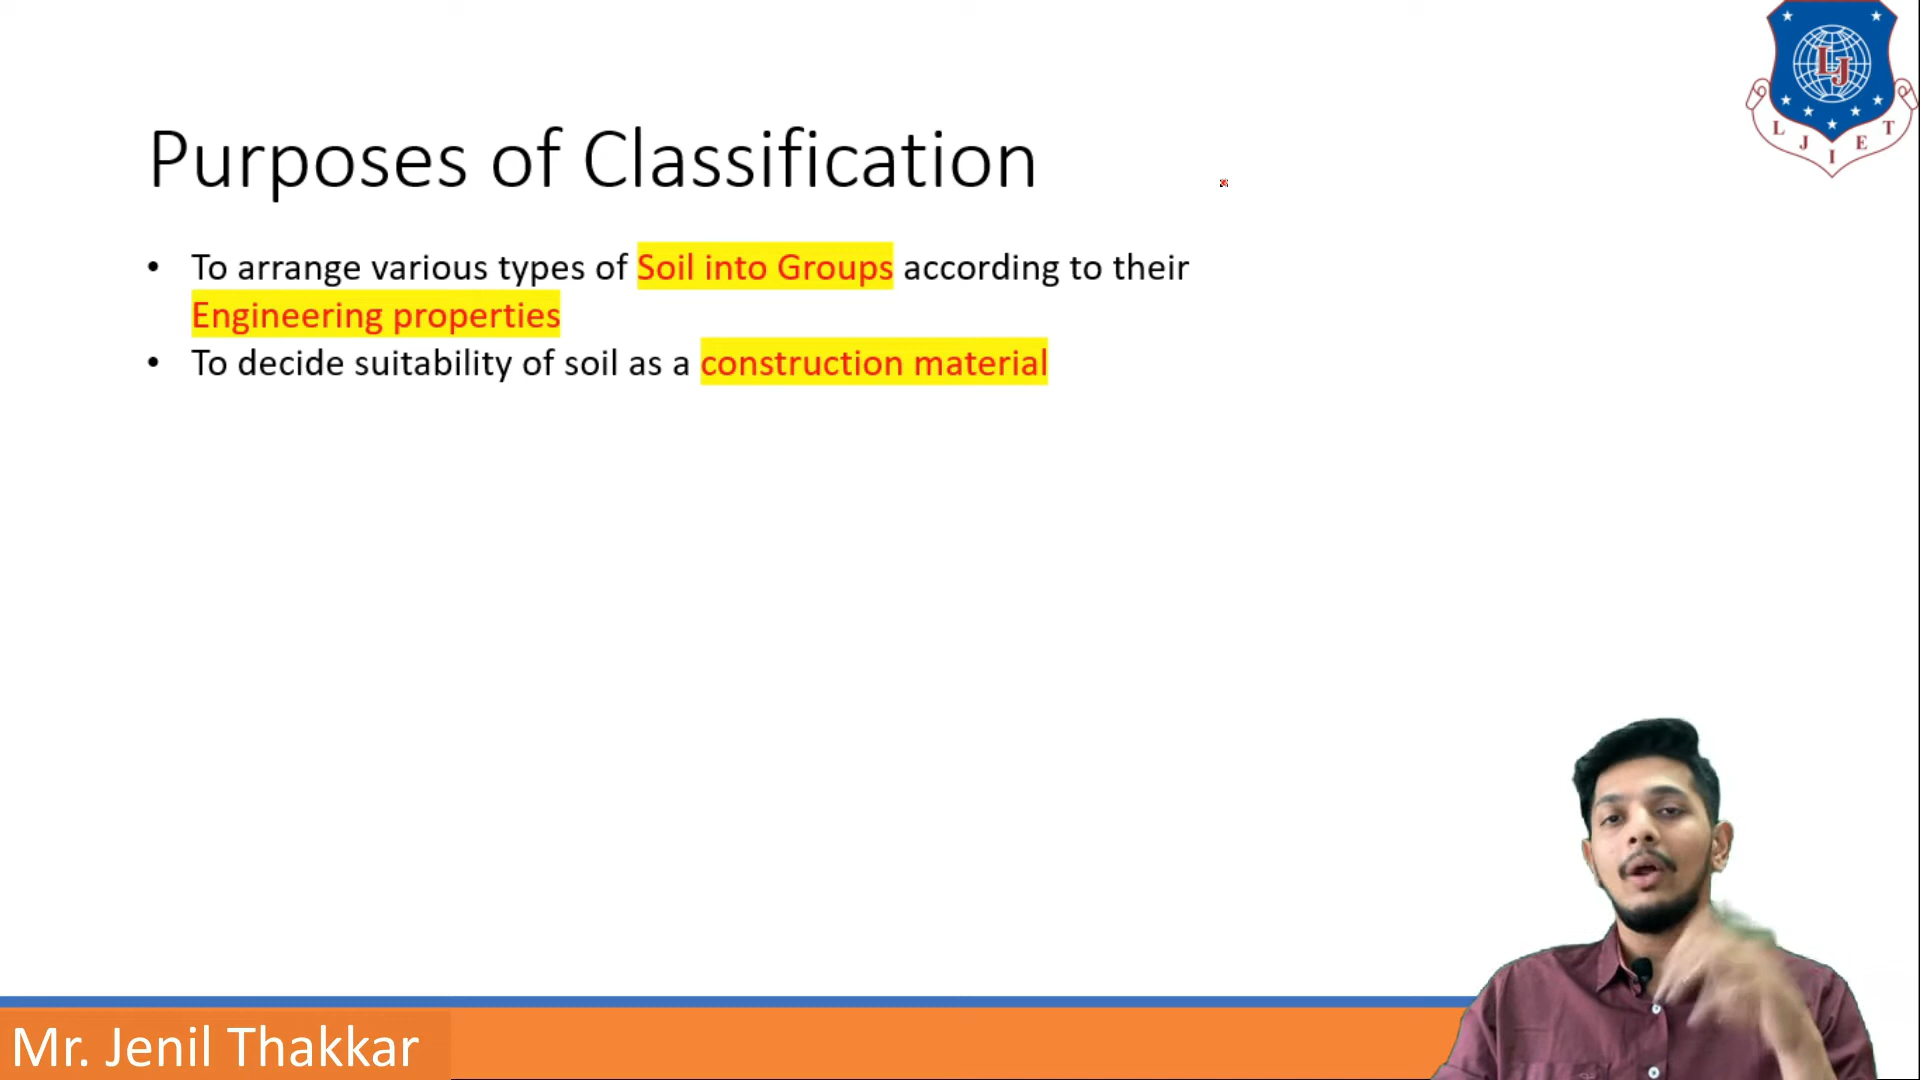 LJ
L J I E T
Purposes of Classification
• To arrange various types of Soil into Groups according to their
Engineering properties
• To decide suitability of soil as a construction material
Mr. Jenil Thakkar